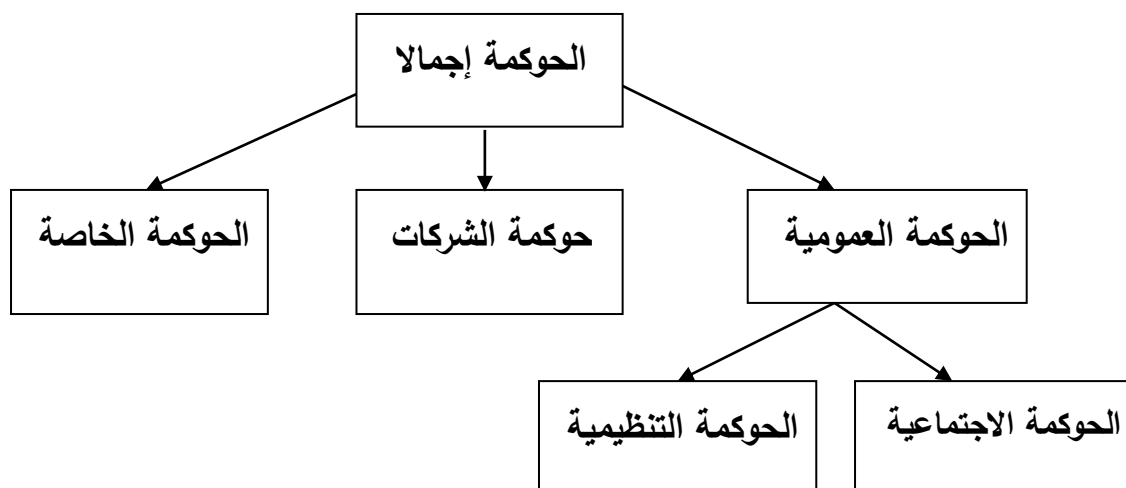 الحوكمة إجمالا
الحوكمة العمومية
حوكمة الشركات
الحوكمة الخاصة
الحوكمة الاجتماعية
الحوكمة التنظيمية